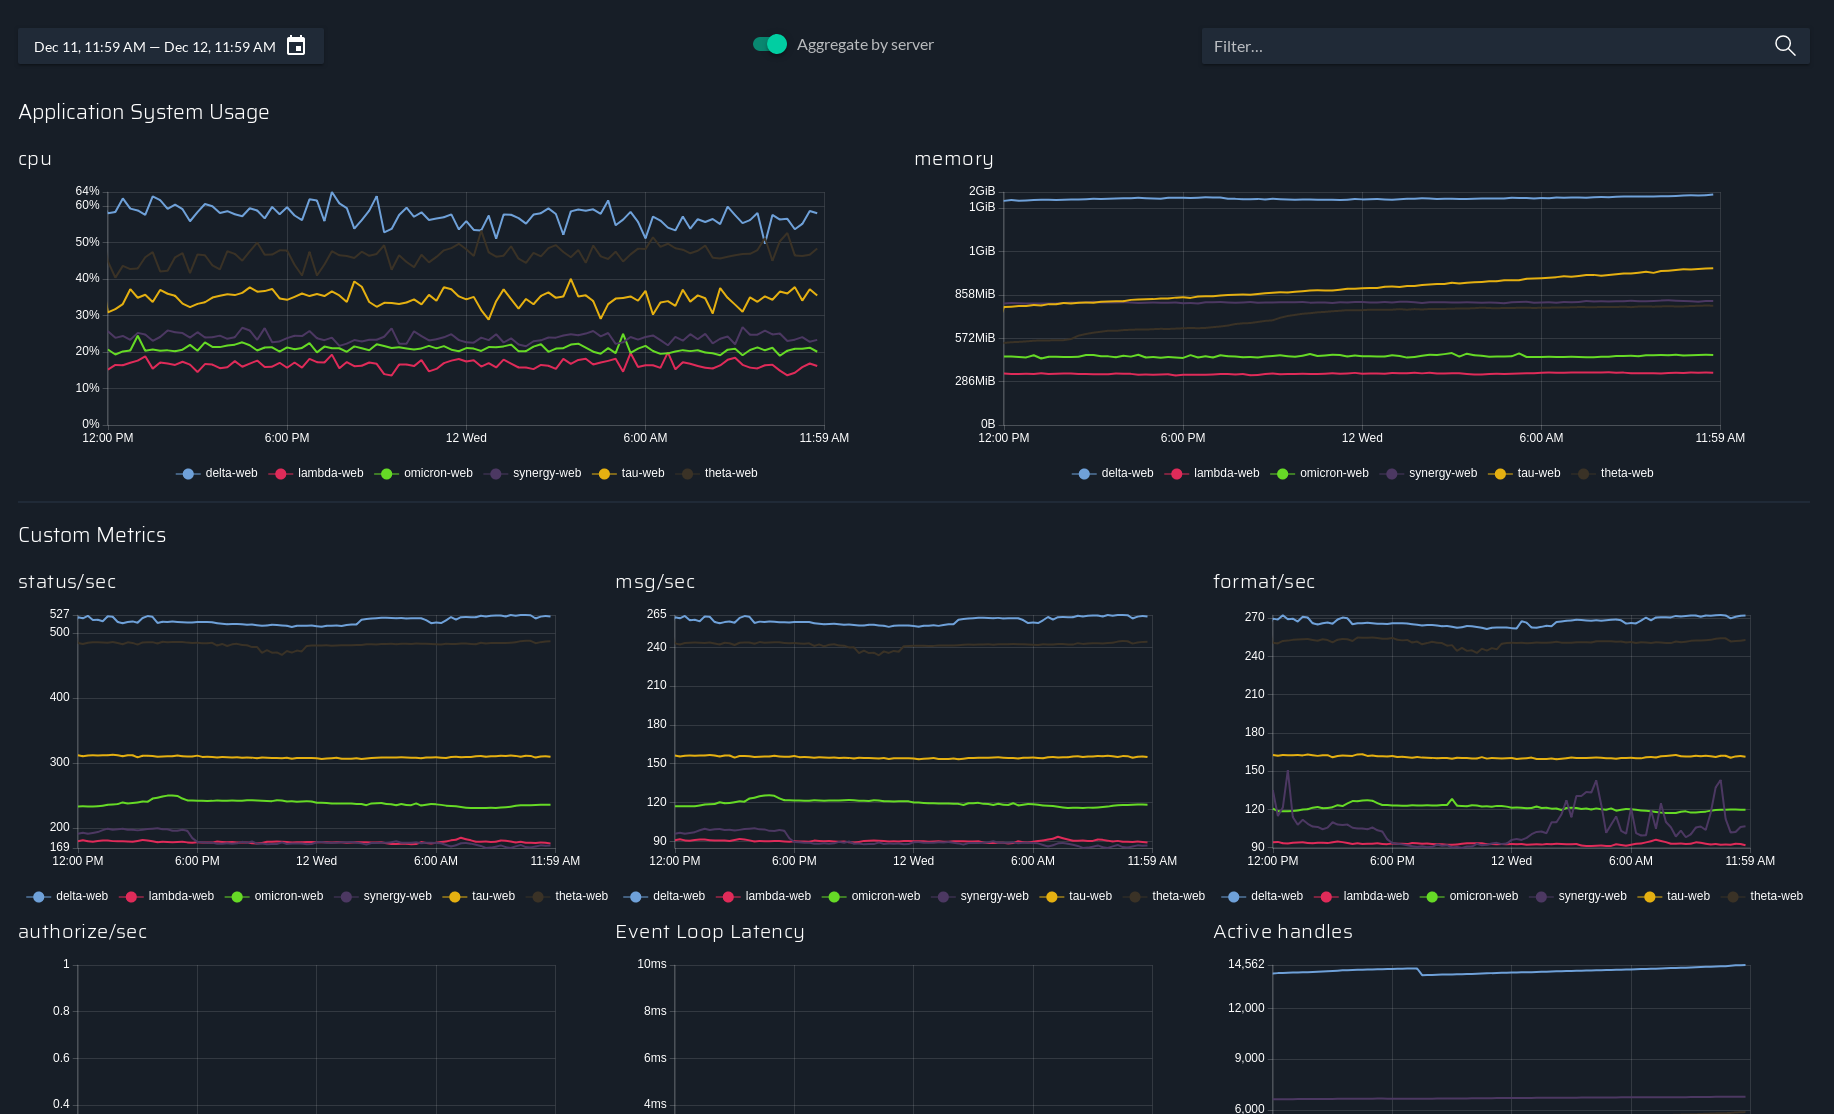 Dec 11, 11:59 AM — Dec 12, 11:59 AM
Aggregate by server
Filter...
Application System Usage
cpu
64%
60%
50%
40%
30%
20%
10%
0%
12:00 PM 6:00 PM 12 Wed 6:00 AM 11:59 AM
delta-web lambda-web omicron-web synergy-web tau-web theta-web
memory
2GiB
1GiB
1GiB
858MiB
572MiB
286MiB
0B
12:00 PM 6:00 PM 12 Wed 6:00 AM 11:59 AM
delta-web lambda-web omicron-web synergy-web tau-web theta-web
Custom Metrics
status/sec
527
500
400
300
200
169
12:00 PM 6:00 PM 12 Wed 6:00 AM 11:59 AM
delta-web lambda-web omicron-web synergy-web tau-web theta-web
msg/sec
265
240
210
180
150
120
90
12:00 PM 6:00 PM 12 Wed 6:00 AM 11:59 AM
delta-web lambda-web omicron-web synergy-web tau-web theta-web
format/sec
270
240
210
180
150
120
90
12:00 PM 6:00 PM 12 Wed 6:00 AM 11:59 AM
delta-web lambda-web omicron-web synergy-web tau-web theta-web
authorize/sec
1
0.8
0.6
0.4
Event Loop Latency
10ms
8ms
6ms
4ms
Active handles
14,562
12,000
9,000
6,000